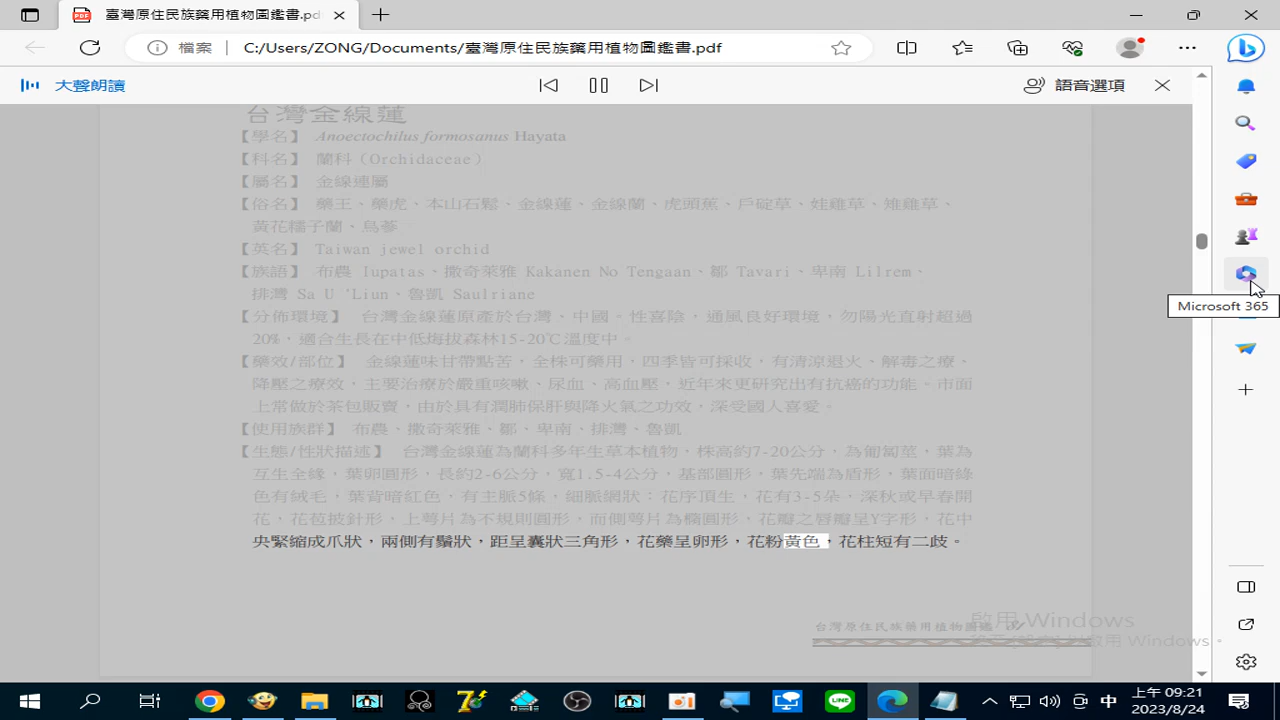 臺灣原住民族藥用植物圖鑑書.pd
檔案
C:/Users/ZONG/Documents/臺灣原住民族藥用植物圖鑑書.pdf
大聲朗讀
語音選項
台灣金線蓮
【學名】 Anoectochilus formosanus Hayata
【科名】 蘭科（Orchidaceae）
【屬名】 金線連屬
【俗名】 藥王、藥虎、本山石鬆、金線蓮、金線蘭、虎頭蕉、戶碇草、蛙雞草、雉雞草、
黃花糯子蘭、烏蔘
【英名】 Taiwan jewel orchid
【族語】 布農 Iupatas、撒奇萊雅 Kakanen No Tengaan、鄒 Tavari、卑南 Lilrem、
排灣 Sa U 'Liun、魯凱 Saulriane
【分佈環境】 台灣金線蓮原產於台灣、中國。性喜陰，通風良好環境，勿陽光直射超過
20%，適合生長在中低海拔森林15-20℃溫度中。
【藥效/部位】 金線蓮味甘帶點苦，全株可藥用，四季皆可採收，有清涼退火、解毒之療、
降壓之療效，主要治療於嚴重咳嗽、尿血、高血壓，近年來更研究出有抗癌的功能。市面
上常做於茶包販賣，由於具有潤肺保肝與降火氣之功效，深受國人喜愛。
【使用族群】 布農、撒奇萊雅、鄒、卑南、排灣、魯凱
【生態/性狀描述】 台灣金線蓮為蘭科多年生草本植物，株高約7-20公分，為匍匐莖，葉為
互生全緣，葉卵圓形，長約2-6公分，寬1.5-4公分，基部圓形，葉先端為盾形，葉面暗綠
色有絨毛，葉背暗紅色，有主脈5條，細脈網狀；花序頂生，花有3-5朵，深秋或早春開
花，花苞披針形，上萼片為不規則圓形，而側萼片為橢圓形，花瓣之唇瓣呈Y字形，花中
央緊縮成爪狀，兩側有鬚狀，距呈囊狀三角形，花藥呈卵形，花粉黃色，花柱短有二歧。
台灣原住民族藥用植物圖鑑
啟用 Windows
Microsoft 365
LINE
中
上午 09:21
2023/8/24